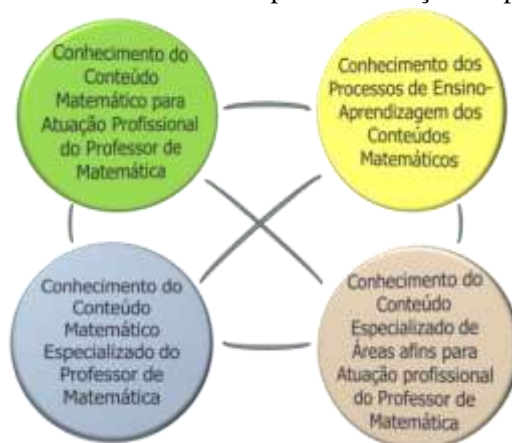 Conhecimento do
Conteúdo
Matemático para
Atuação Profissional
do Professor de
Matemática
Conhecimento dos
Processos de Ensino-
Aprendizagem dos
Conteúdos
Matemáticos
Conhecimento do
Conteúdo
Matemático
Especializado do
Professor de
Matemática
Conhecimento do
Conteúdo
Especializado de
Áreas afins para
Atuação profissional
do Professor de
Matemática